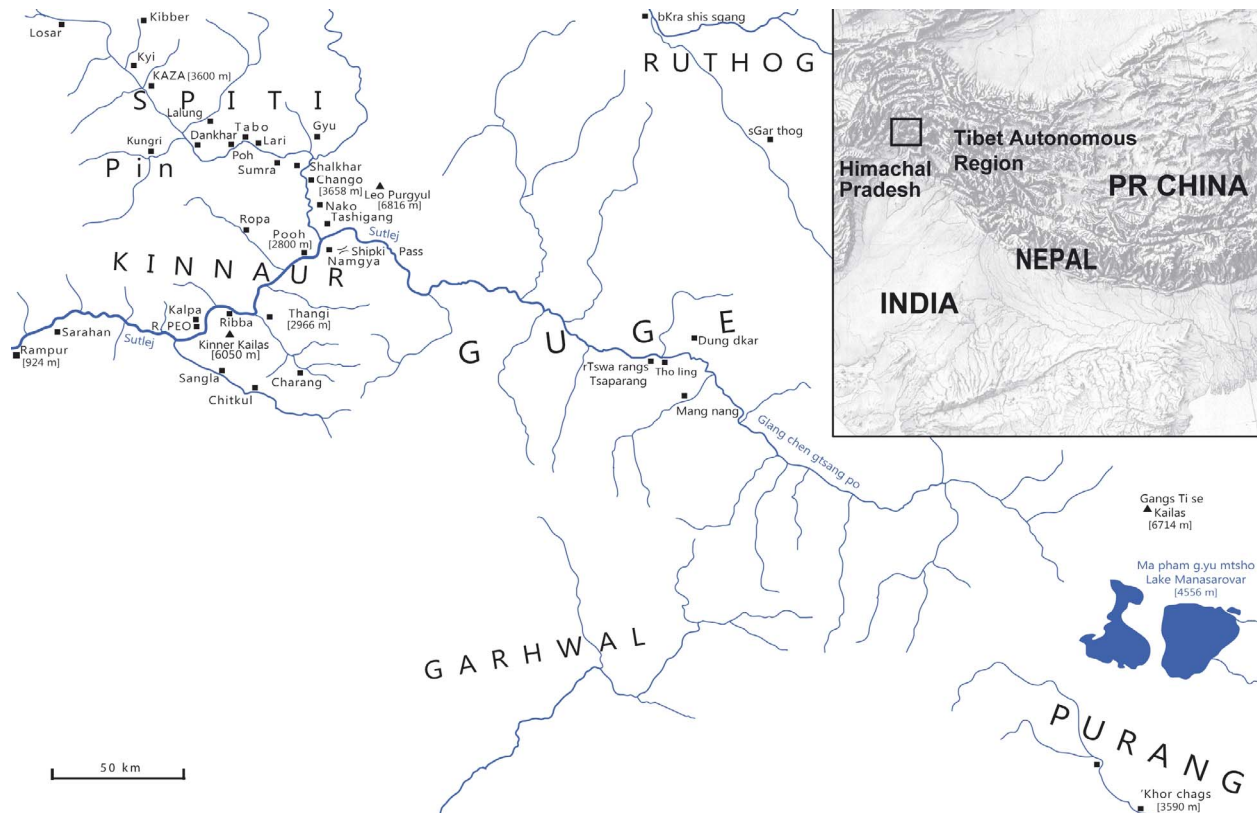 Losar
Kibber
Kyi
KAZA [3600 m]
SPITI
Lalung
Tabo
Gyu
Dankhar
Lari
Kungri
Poh
Pin
Sumra
Shalkhar
Chango
[3658 m]
Leo Purgyul
[6816 m]
Nako
Tashigang
Ropa
Pooh
[2800 m]
Sutlej
Shipki Pass
Namgya
KINNAUR
Kalpa
R. PEO
Ribba
Thangi
[2966 m]
Kinner Kailas
[6050 m]
Sarahan
Sutlej
Rampur
[924 m]
Sangla
Charang
Chitkul
bKra shis sgang
RUTHOG
sGar thog
GUGE
Dung dkar
rTswa rangs
Tsaparang
Tho ling
Mang nang
Glang chen gtsang po
Gangs Ti se
Kailas
[6714 m]
Ma pham g.yu mtsho
Lake Manasarovar
[4556 m]
GARHWAL
PURANG
'Khor chags
[3590 m]
50 km
Himachal
Pradesh
Tibet Autonomous
Region
PR CHINA
NEPAL
INDIA